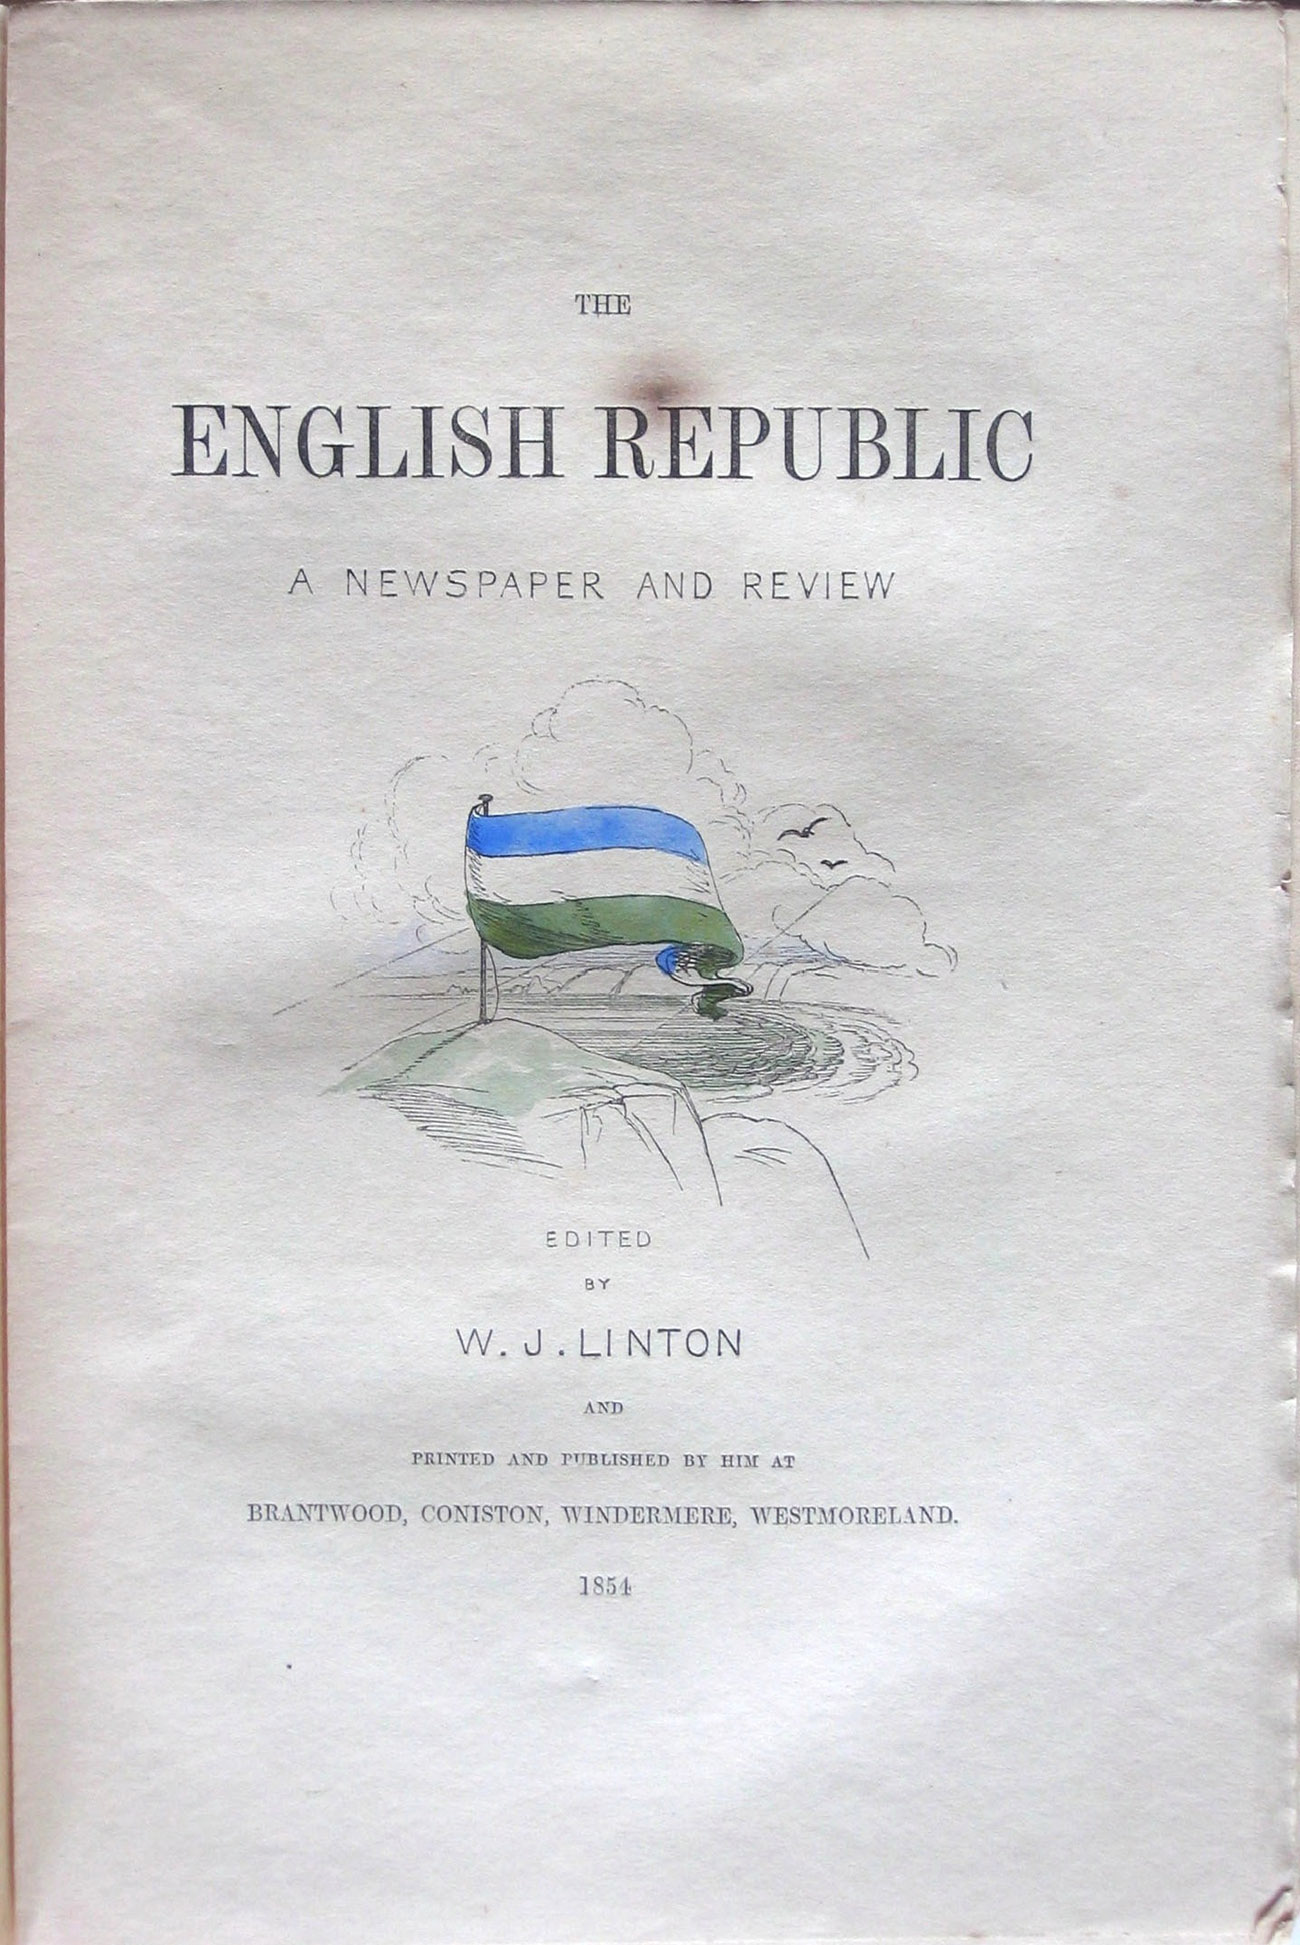 THE
ENGLISH REPUBLIC
A NEWSPAPER AND REVIEW
EDITED
BY
W. J. LINTON
AND
PRINTED AND PUBLISHED BY HIM AT
BRANTWOOD, CONISTON, WINDERMERE, WESTMORELAND.
1854